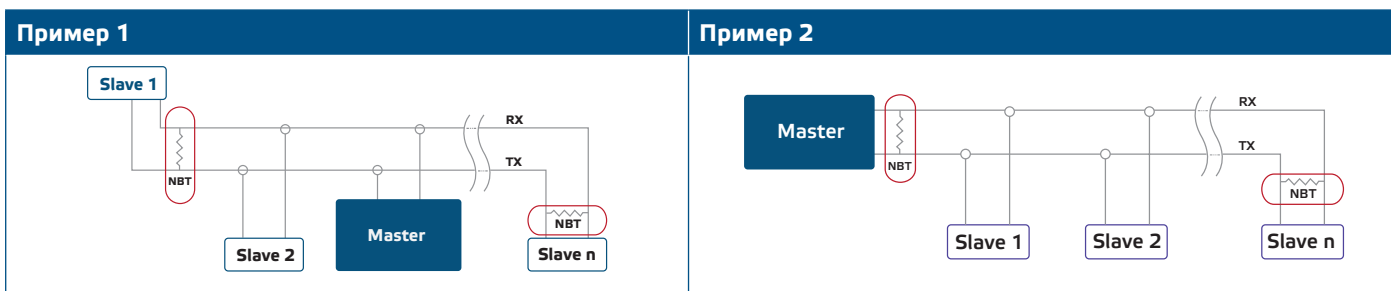 Пример 1
Slave 1
RX
TX
NBT
NBT
Slave 2
Master
Slave n
Пример 2
Master
RX
TX
NBT
NBT
Slave 1
Slave 2
Slave n